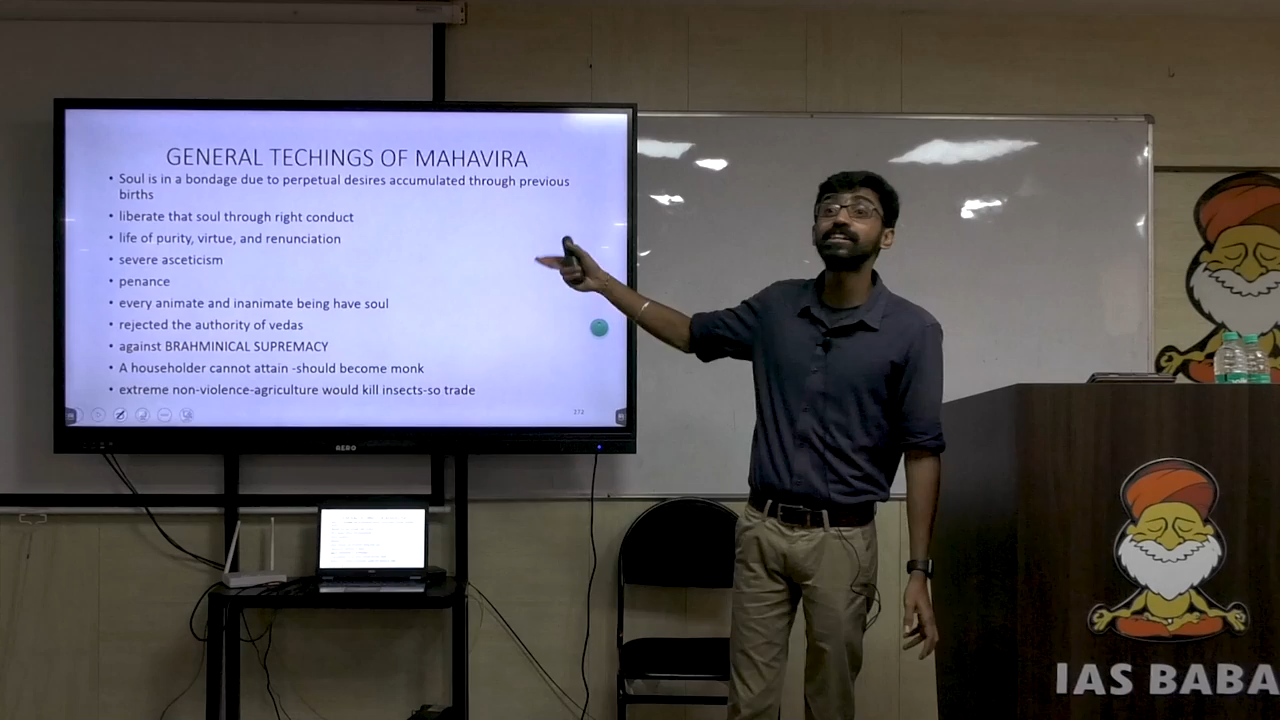 GENERAL TECHINGS OF MAHAVIRA
• Soul is in a bondage due to perpetual desires accumulated through previous
births
• liberate that soul through right conduct
• life of purity, virtue, and renunciation
• severe asceticism
• penance
• every animate and inanimate being have soul
• rejected the authority of vedas
• against BRAHMINICAL SUPREMACY
• A householder cannot attain -should become monk
• extreme non-violence-agriculture would kill insects-so trade
AERO
IAS BABA